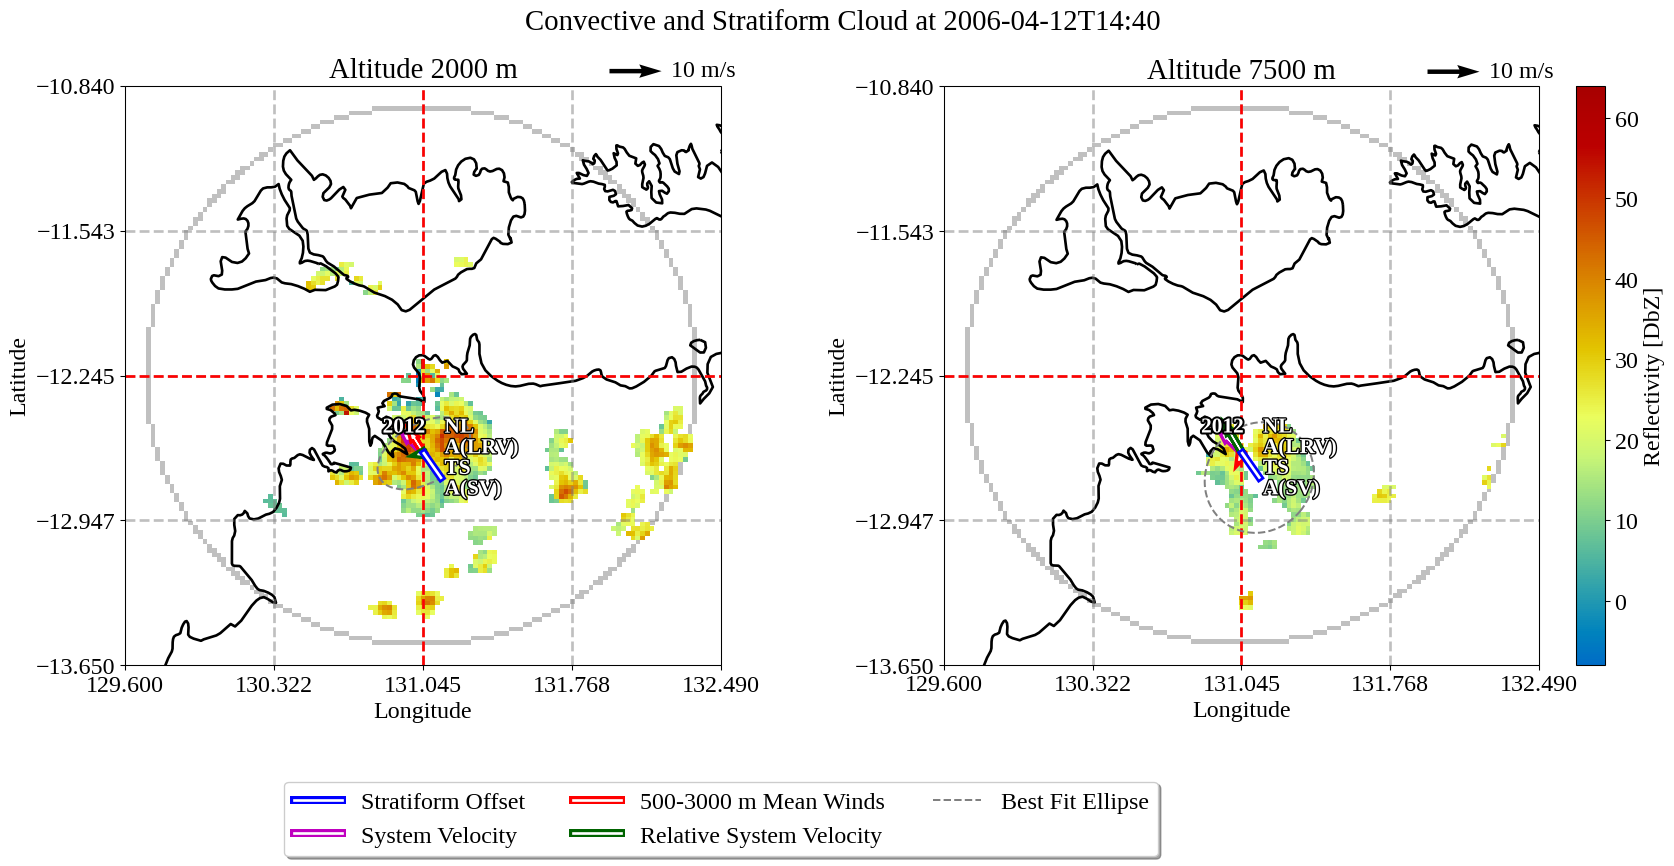 Convective and Stratiform Cloud at 2006-04-12T14:40
Altitude 2000 m
10 m/s
−10.840
−11.543
−12.245
−12.947
−13.650
Latitude
129.600
130.322
131.045
131.768
132.490
Longitude
2012
NL
A(LRV)
TS
A(SV)
Altitude 7500 m
10 m/s
−10.840
−11.543
−12.245
−12.947
−13.650
Latitude
129.600
130.322
131.045
131.768
132.490
Longitude
2012
NL
A(LRV)
TS
A(SV)
60
50
40
30
20
10
0
Reflectivity [DbZ]
Stratiform Offset
System Velocity
500-3000 m Mean Winds
Relative System Velocity
Best Fit Ellipse